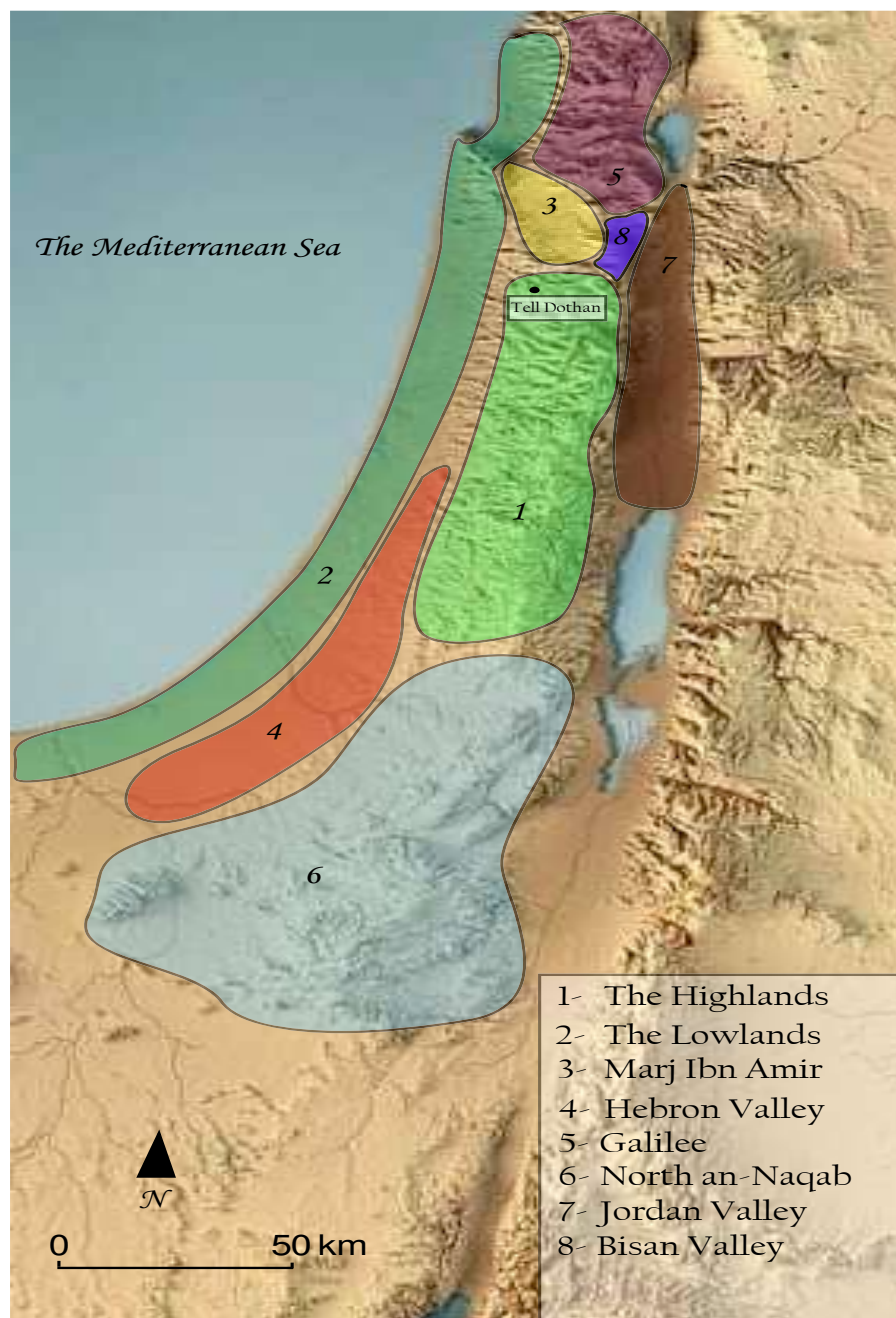 5
3
8
The Mediterranean Sea
7
Tell Dothan
1
2
4
6
1- The Highlands
2- The Lowlands
3- Marj Ibn Amir
4- Hebron Valley
5- Galilee
6- North an-Naqab
7- Jordan Valley
8- Bisan Valley
N
0 50 km